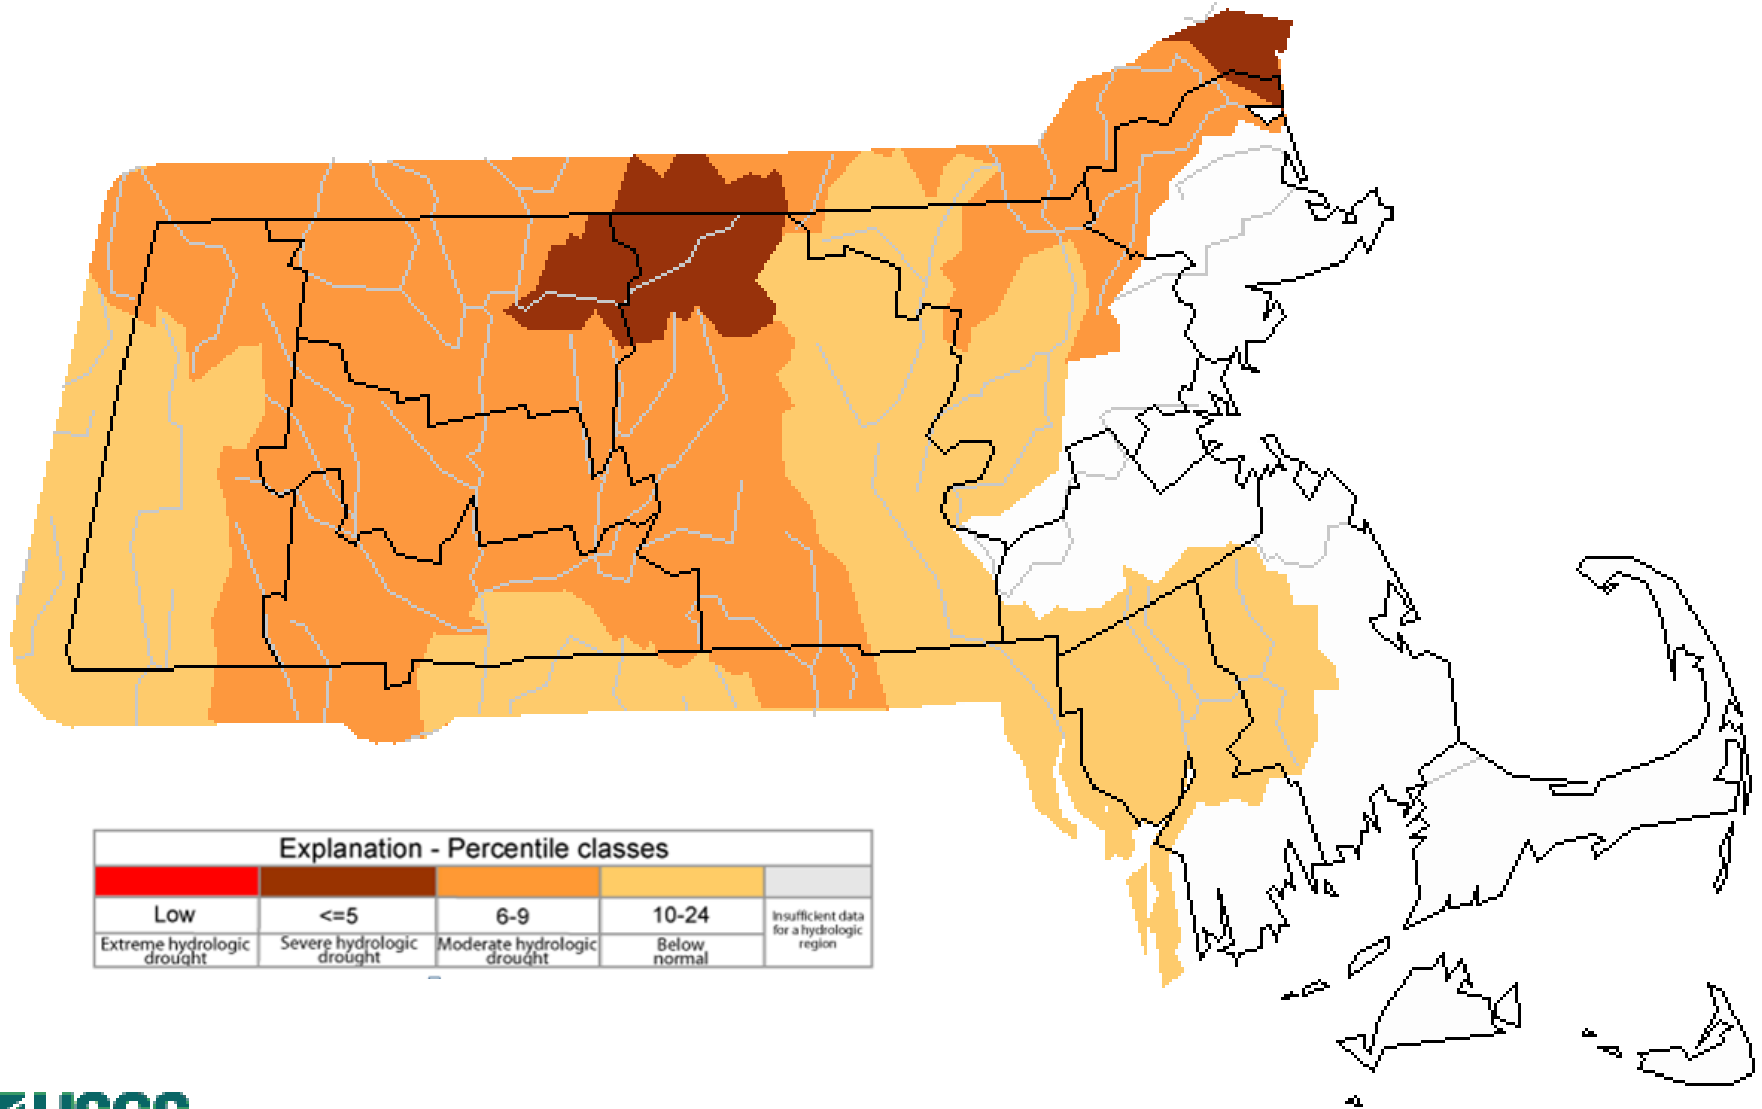 Explanation - Percentile classes
Low
<=5
6-9
10-24
Insufficient data
for a hydrologic
region
Extreme hydrologic
drought
Severe hydrologic
drought
Moderate hydrologic
drought
Below
normal
USGS